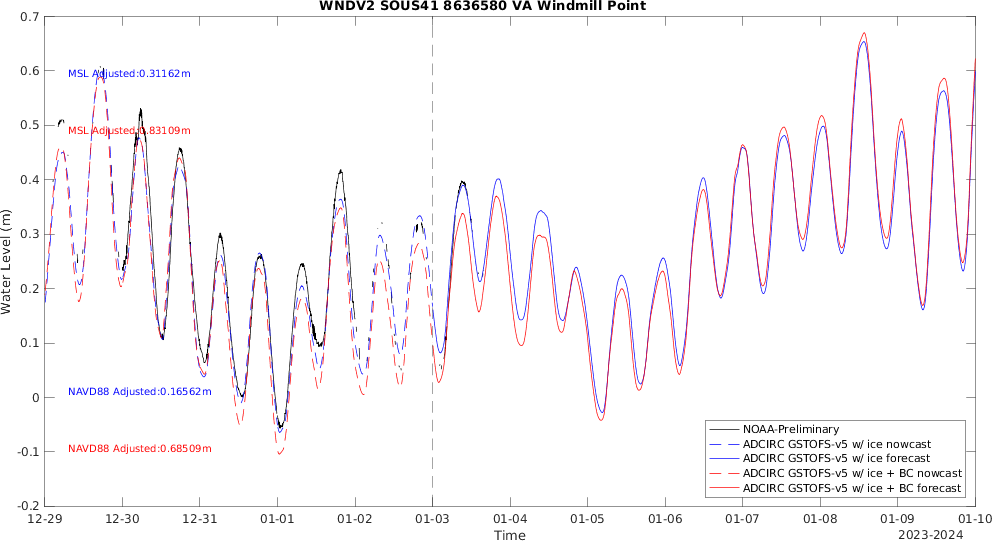 WNDV2 SOUS41 8636580 VA Windmill Point
0.7
0.6
0.5
0.4
0.3
0.2
0.1
0
-0.1
-0.2
Water Level (m)
MSL Adjusted:0.31162m
MSL Adjusted:0.83109m
NAVD88 Adjusted:0.16562m
NAVD88 Adjusted:0.68509m
NOAA-Preliminary
ADCIRC GSTOFS-v5 w/ ice nowcast
ADCIRC GSTOFS-v5 w/ ice forecast
ADCIRC GSTOFS-v5 w/ ice + BC nowcast
ADCIRC GSTOFS-v5 w/ ice + BC forecast
12-29 12-30 12-31 01-01 01-02 01-03 01-04 01-05 01-06 01-07 01-08 01-09 01-10
Time
2023-2024